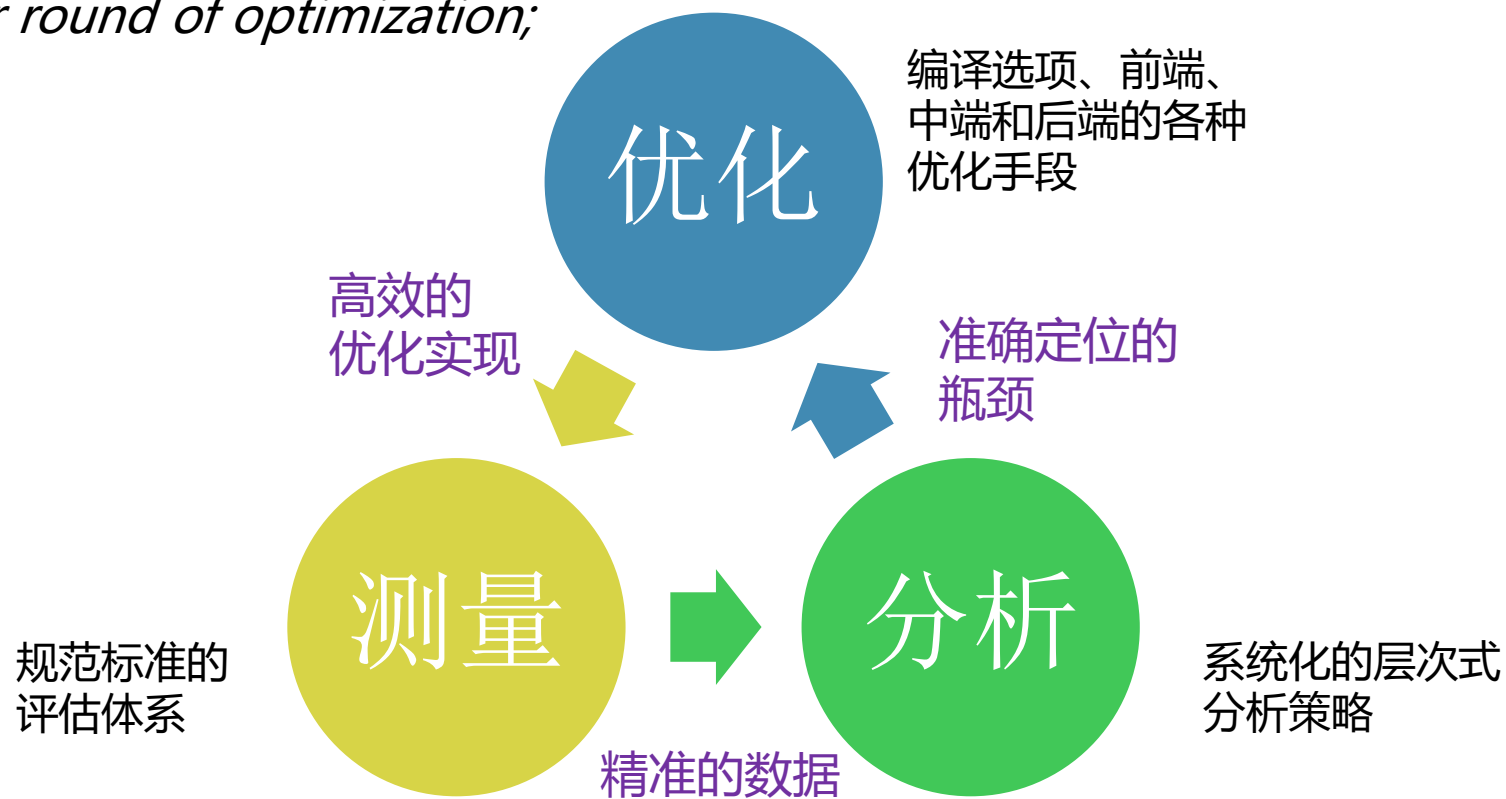 r round of optimization;
优化
编译选项、前端、
中端和后端的各种
优化手段
高效的
优化实现
准确定位的
瓶颈
测量
分析
规范标准的
评估体系
系统化的层次式
分析策略
精准的数据